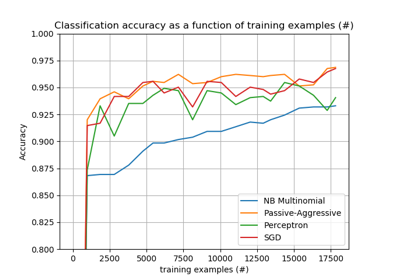 Classification accuracy as a function of training examples (#)
1.000
0.975
0.950
0.925
0.900
0.875
0.850
0.825
0.800
Accuracy
NB Multinomial
Passive-Aggressive
Perceptron
SGD
0 2500 5000 7500 10000 12500 15000 17500
training examples (#)